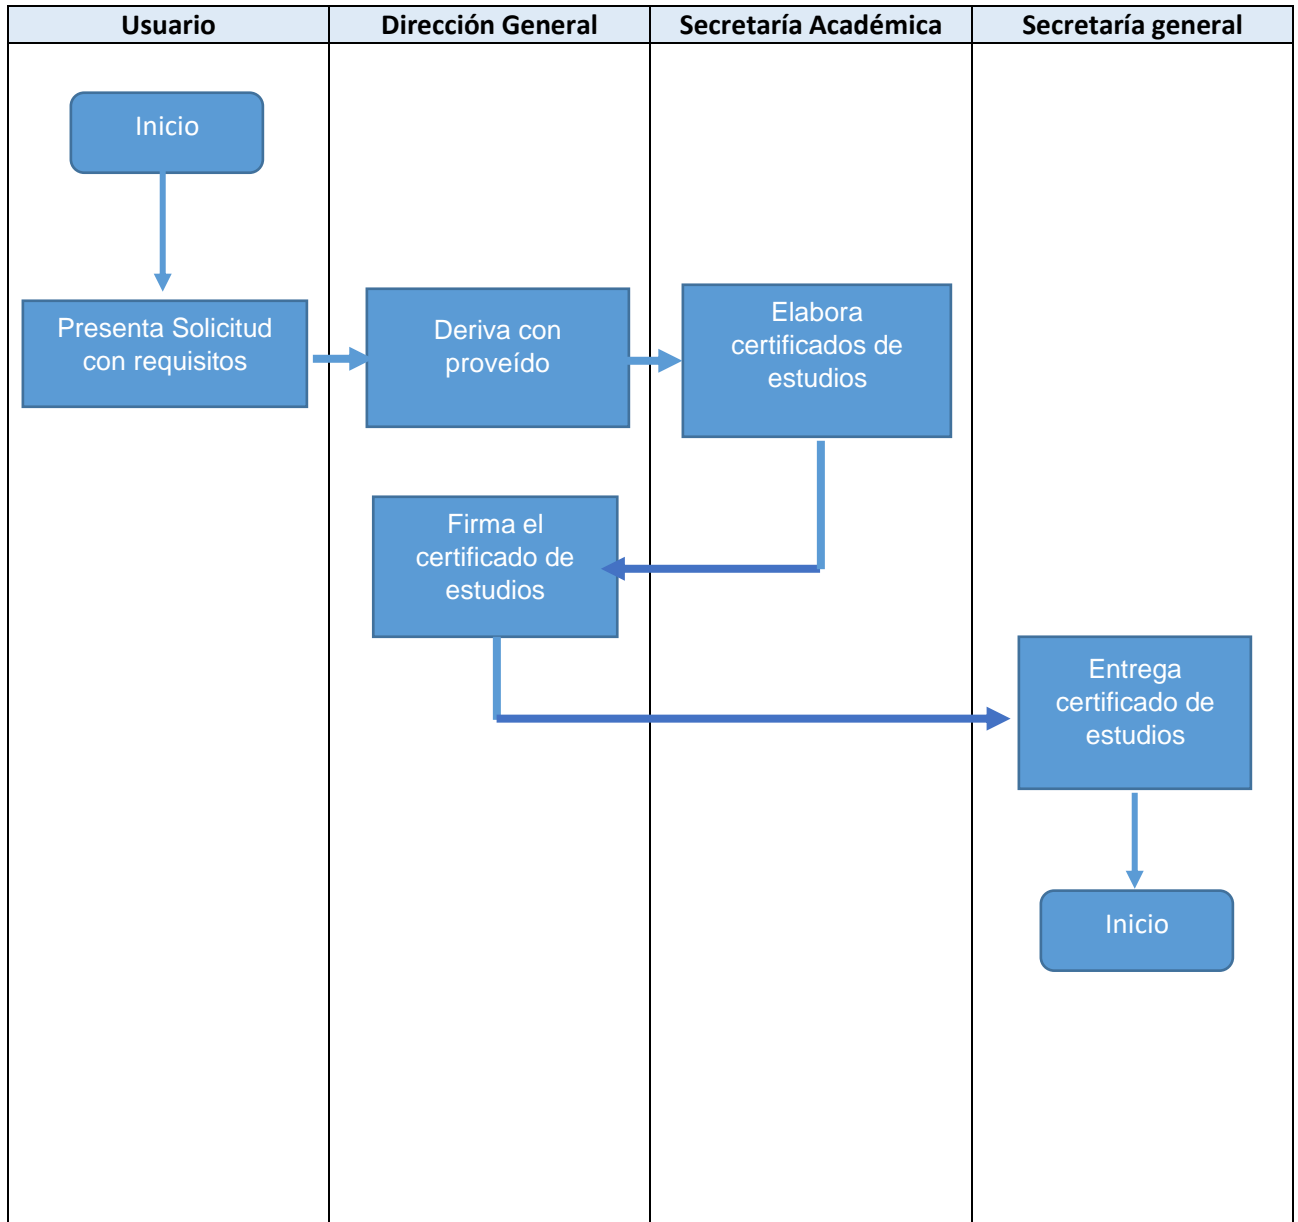 Usuario
Dirección General
Secretaría Académica
Secretaría general
Inicio
Presenta Solicitud
con requisitos
Deriva con
proveído
Elabora
certificados de
estudios
Firma el
certificado de
estudios
Entrega
certificado de
estudios
Inicio